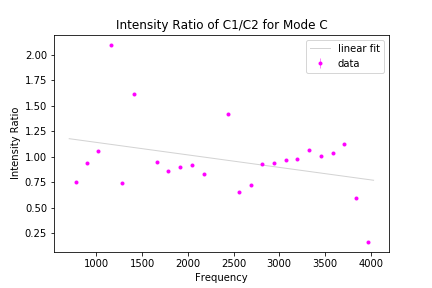 Intensity Ratio of C1/C2 for Mode C
linear fit
data
2.00
1.75
1.50
1.25
1.00
0.75
0.50
0.25
Intensity Ratio
1000 1500 2000 2500 3000 3500 4000
Frequency